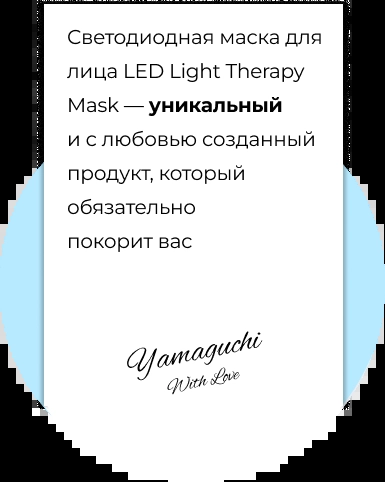 Светодиодная маска для
лица LED Light Therapy
Mask — уникальный
и с любовью созданный
продукт, который
обязательно
покорит вас
Yamaguchi
With Love